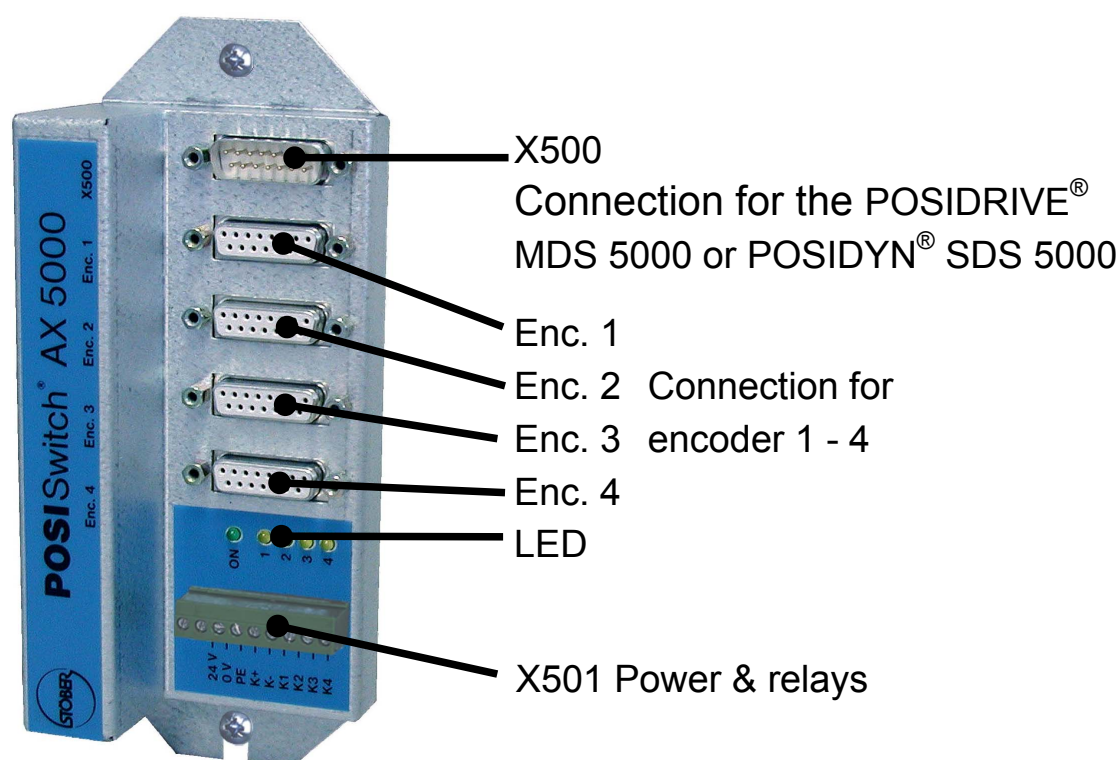 POSISwitch® AX 5000
X500
Enc. 1
Enc. 2
Enc. 3
Enc. 4
STOBER
ON
1
2
3
4
24 V
0 V
PE
K+
K-
K1
K2
K3
K4
X500
Connection for the POSIDRIVE®
MDS 5000 or POSIDYN® SDS 5000
Enc. 1
Enc. 2 Connection for
Enc. 3 encoder 1 - 4
Enc. 4
LED
X501 Power & relays